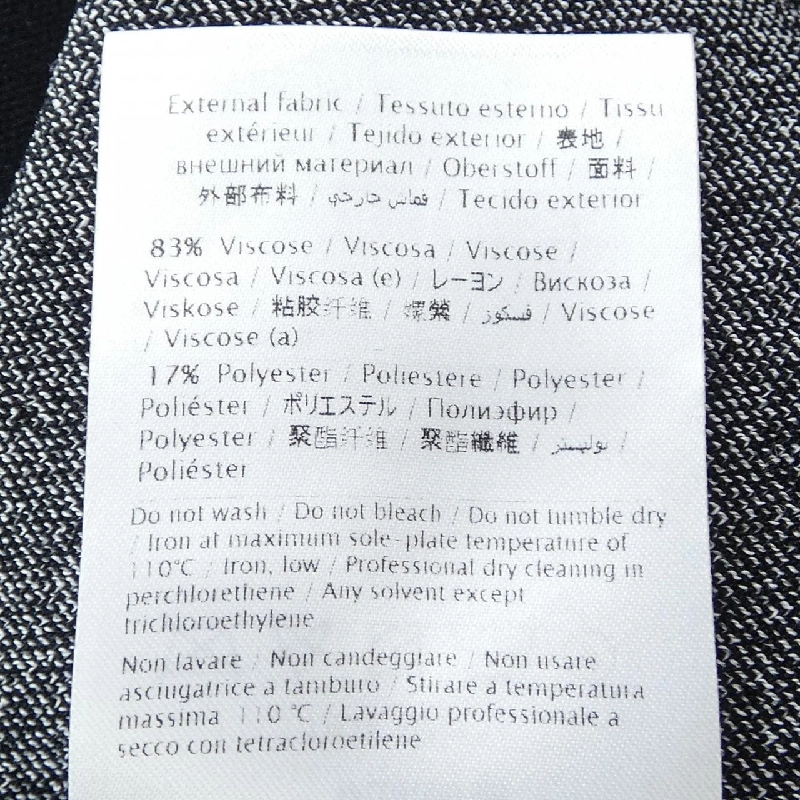 External fabric / Tessuto esterno / Tissu
extérieur / Tejido exterior / 表地 /
внешний материал / Oberstoff / 面料 /
外部布料 / قماش خارجي / Tecido exterior
83% Viscose / Viscosa / Viscose /
Viscosa / Viscosa (e) / レーヨン / Вискоза /
Viskose / 粘胶纤维 / 嫘縈 / فسكوز / Viscose
/ Viscose (a)
17% Polyester / Poliestere / Polyester /
Poliéster / ポリエステル / Полиэфир /
Polyester / 聚酯纤维 / 聚酯纖維 / بوليستر /
Poliéster
Do not wash / Do not bleach / Do not tumble dry
/ Iron at maximum sole-plate temperature of
110°C / Iron, low / Professional dry cleaning in
perchlorethene / Any solvent except
trichloroethylene
Non lavare / Non candeggiare / Non usare
asciugatrice a tamburo / Stirare a temperatura
massima 110 °C / Lavaggio professionale a
secco con tetracloroetilene